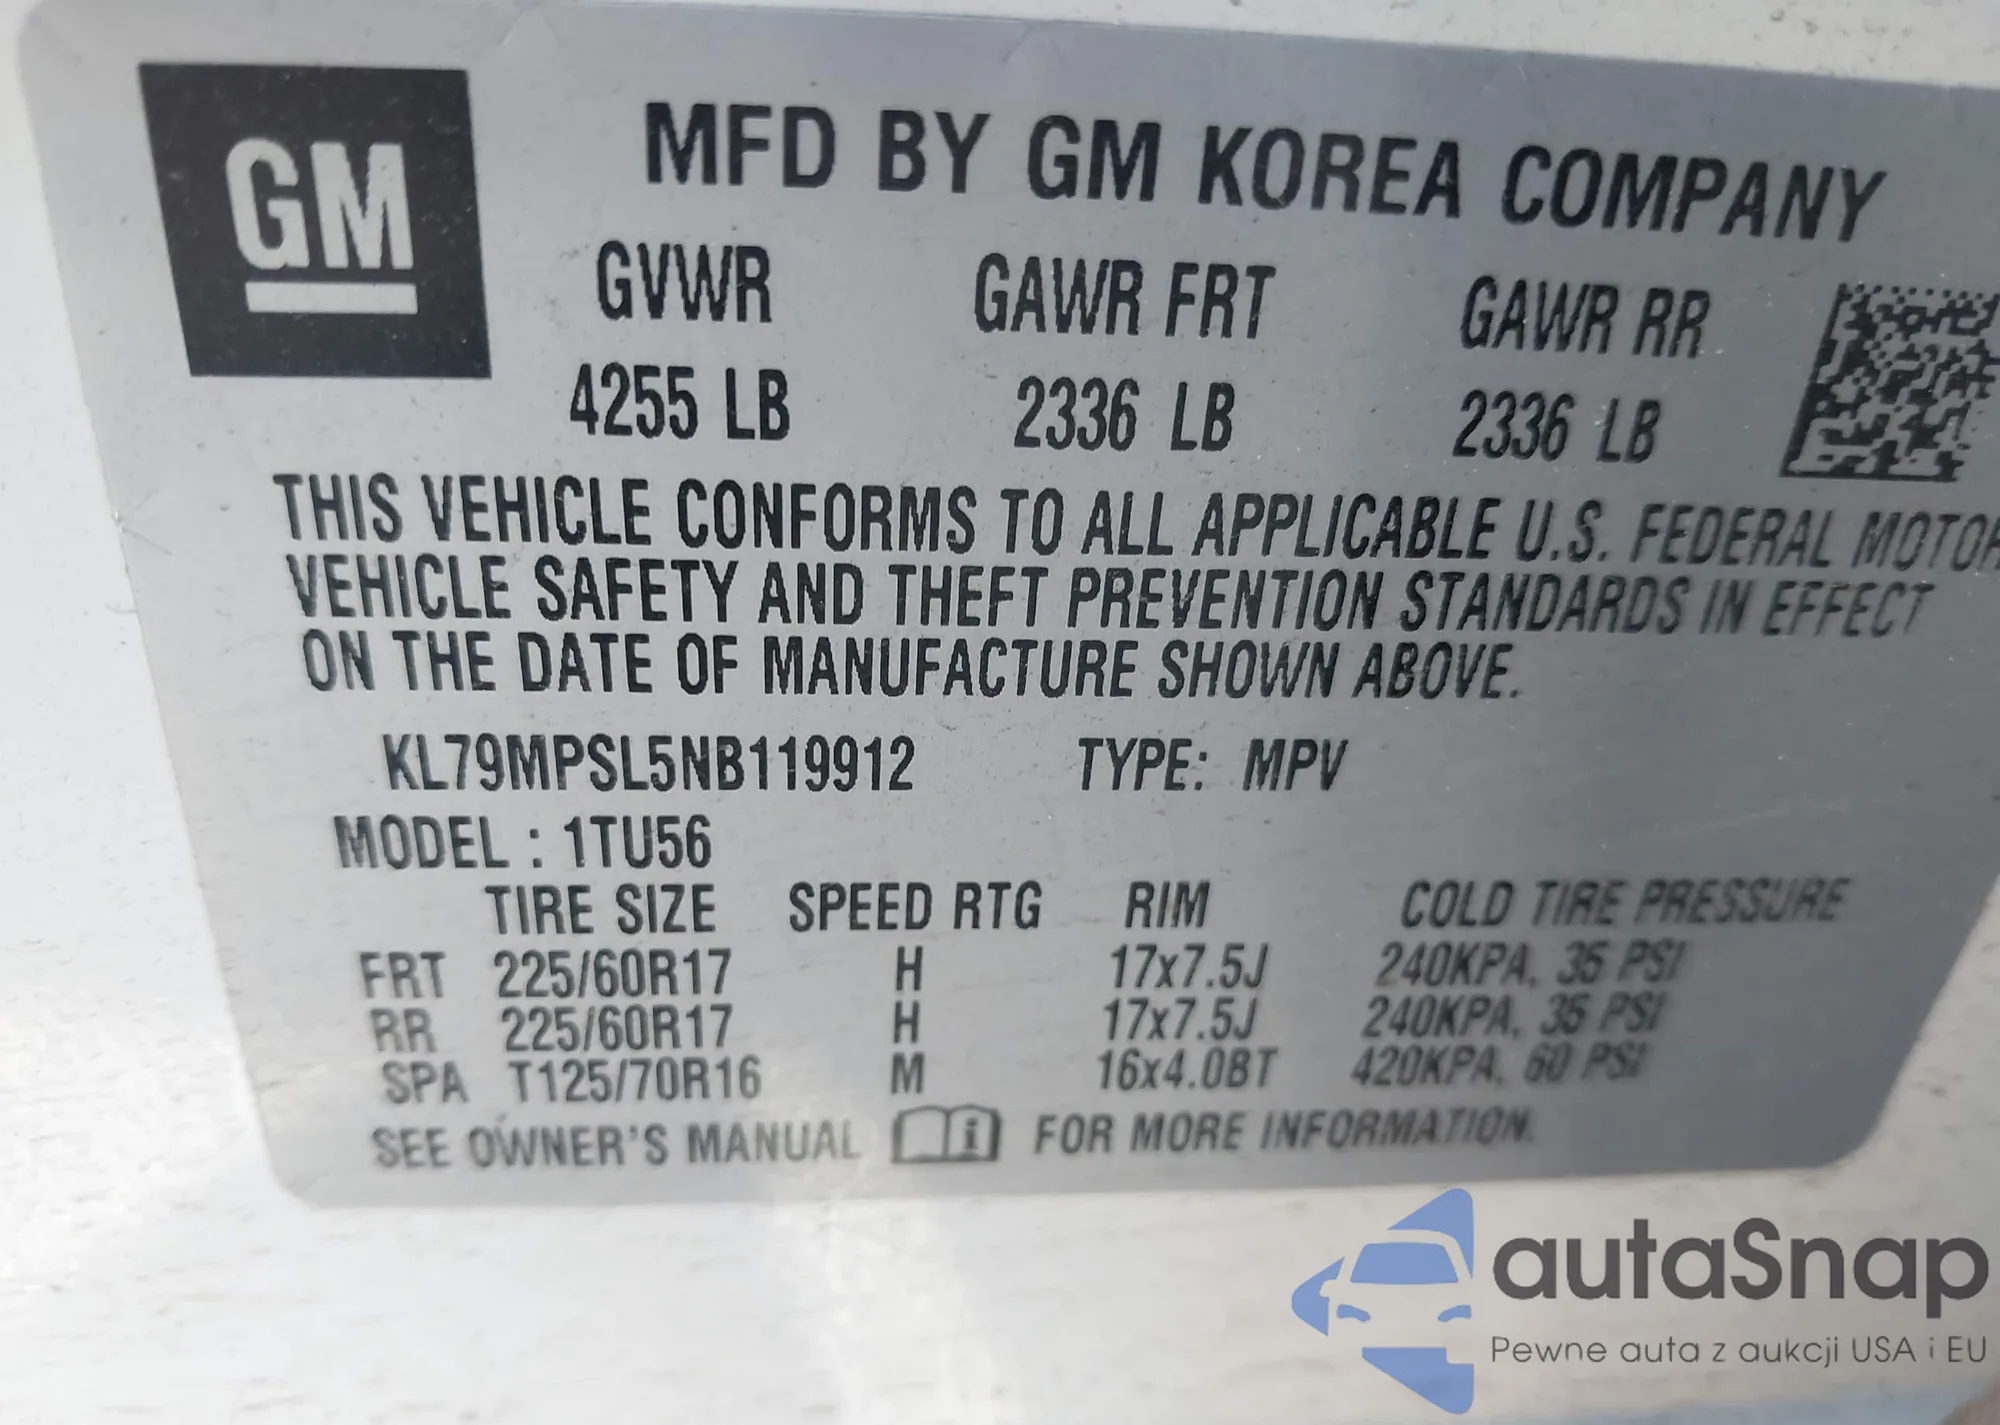 GM
MFD BY GM KOREA COMPANY
GVWR GAWR FRT GAWR RR
4255 LB 2336 LB 2336 LB
THIS VEHICLE CONFORMS TO ALL APPLICABLE U.S. FEDERAL MOTOR
VEHICLE SAFETY AND THEFT PREVENTION STANDARDS IN EFFECT
ON THE DATE OF MANUFACTURE SHOWN ABOVE.
KL79MPSL5NB119912 TYPE: MPV
MODEL : 1TU56
TIRE SIZE SPEED RTG RIM COLD TIRE PRESSURE
FRT 225/60R17 H 17x7.5J 240KPA, 35 PSI
RR 225/60R17 H 17x7.5J 240KPA, 35 PSI
SPA T125/70R16 M 16x4.0BT 420KPA, 60 PSI
SEE OWNER'S MANUAL i FOR MORE INFORMATION.
autaSnap
Pewne auta z aukcji USA i EU